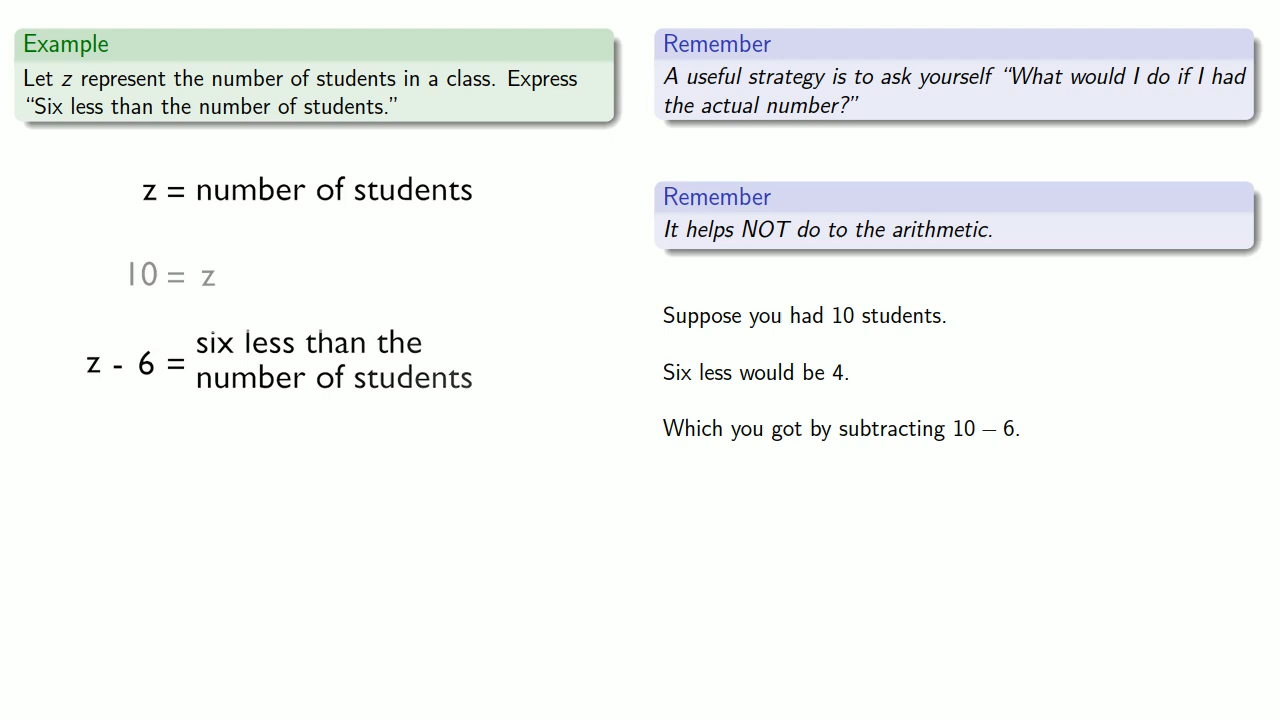 Example
Let z represent the number of students in a class. Express
“Six less than the number of students.”
z = number of students
10 = z
z - 6 = six less than the
number of students
Remember
A useful strategy is to ask yourself “What would I do if I had
the actual number?”
Remember
It helps NOT do to the arithmetic.
Suppose you had 10 students.
Six less would be 4.
Which you got by subtracting 10 − 6.